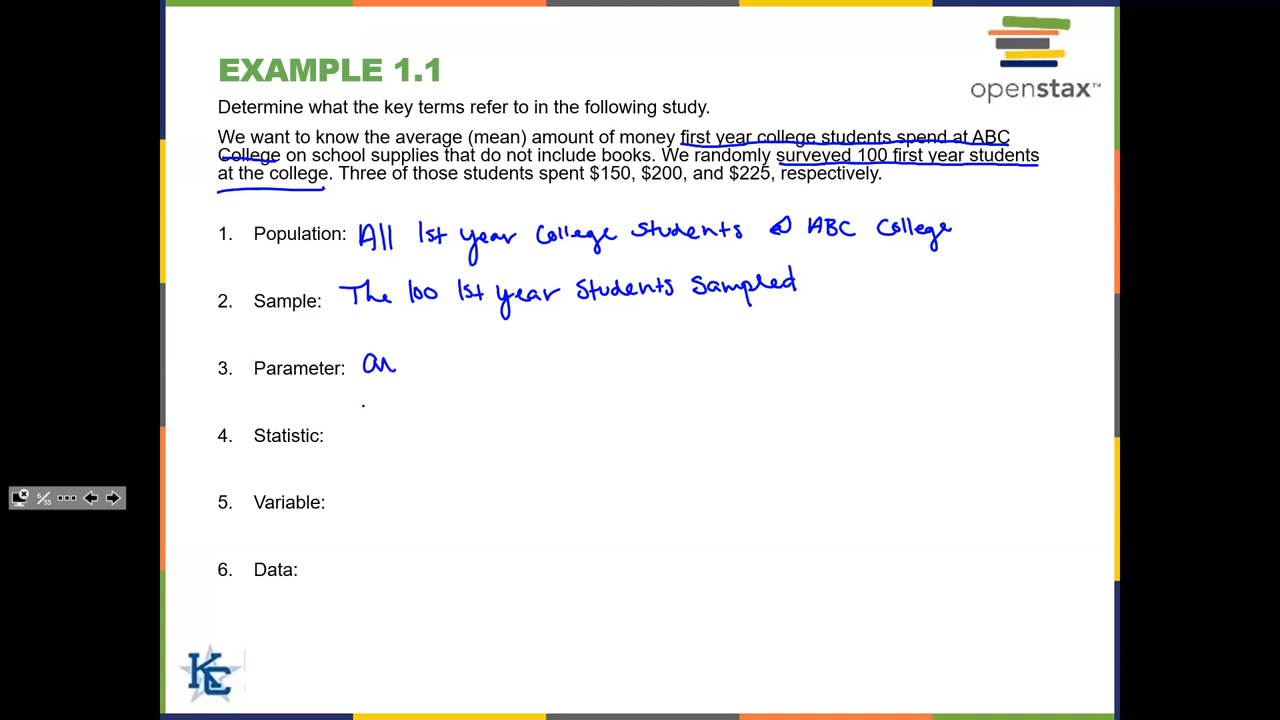 openstax™
EXAMPLE 1.1
Determine what the key terms refer to in the following study.
We want to know the average (mean) amount of money first year college students spend at ABC
College on school supplies that do not include books. We randomly surveyed 100 first year students
at the college. Three of those students spent $150, $200, and $225, respectively.
1. Population: All 1st year College Students @ ABC College
2. Sample: The 100 1st year Students Sampled
3. Parameter:
4. Statistic:
5. Variable:
6. Data:
6/55
KC